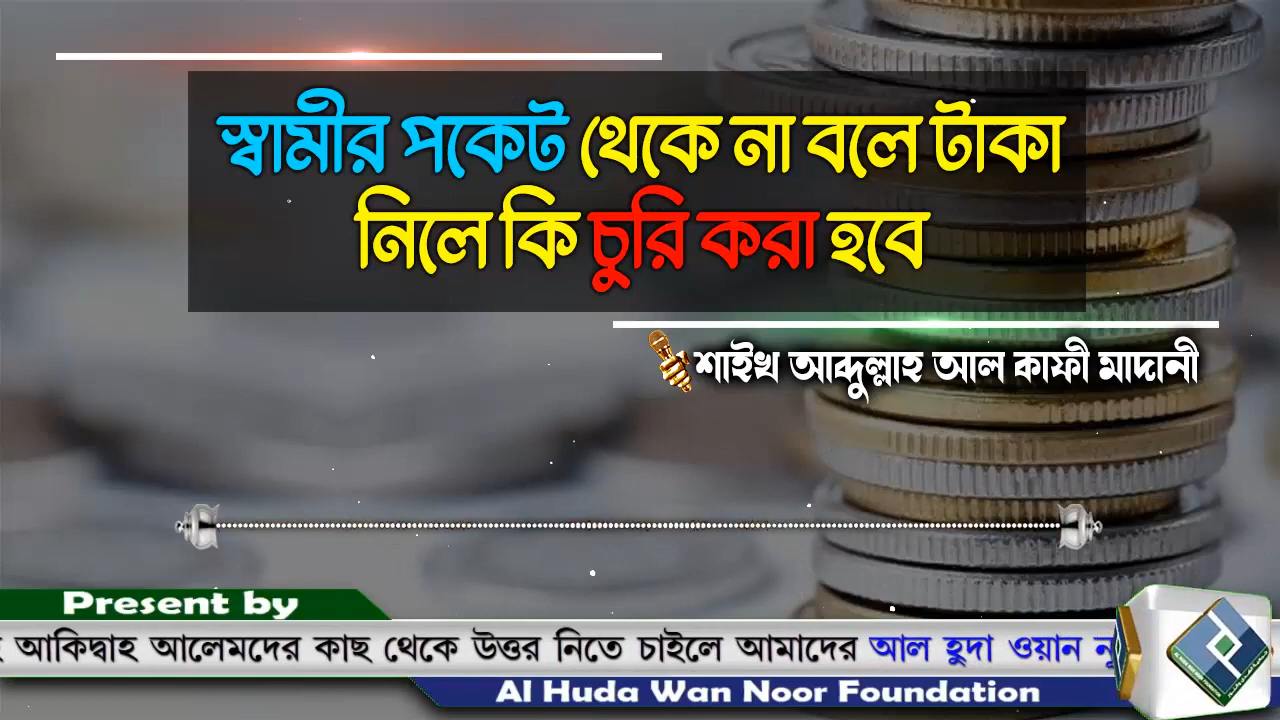 স্বামীর পকেট থেকে না বলে টাকা
নিলে কি চুরি করা হবে
শাইখ আব্দুল্লাহ আল কাফী মাদানী
Present by
আকিদ্বাহ আলেমদের কাছ থেকে উত্তর নিতে চাইলে আমাদের আল হুদা ওয়ান
Al Huda Wan Noor Foundation